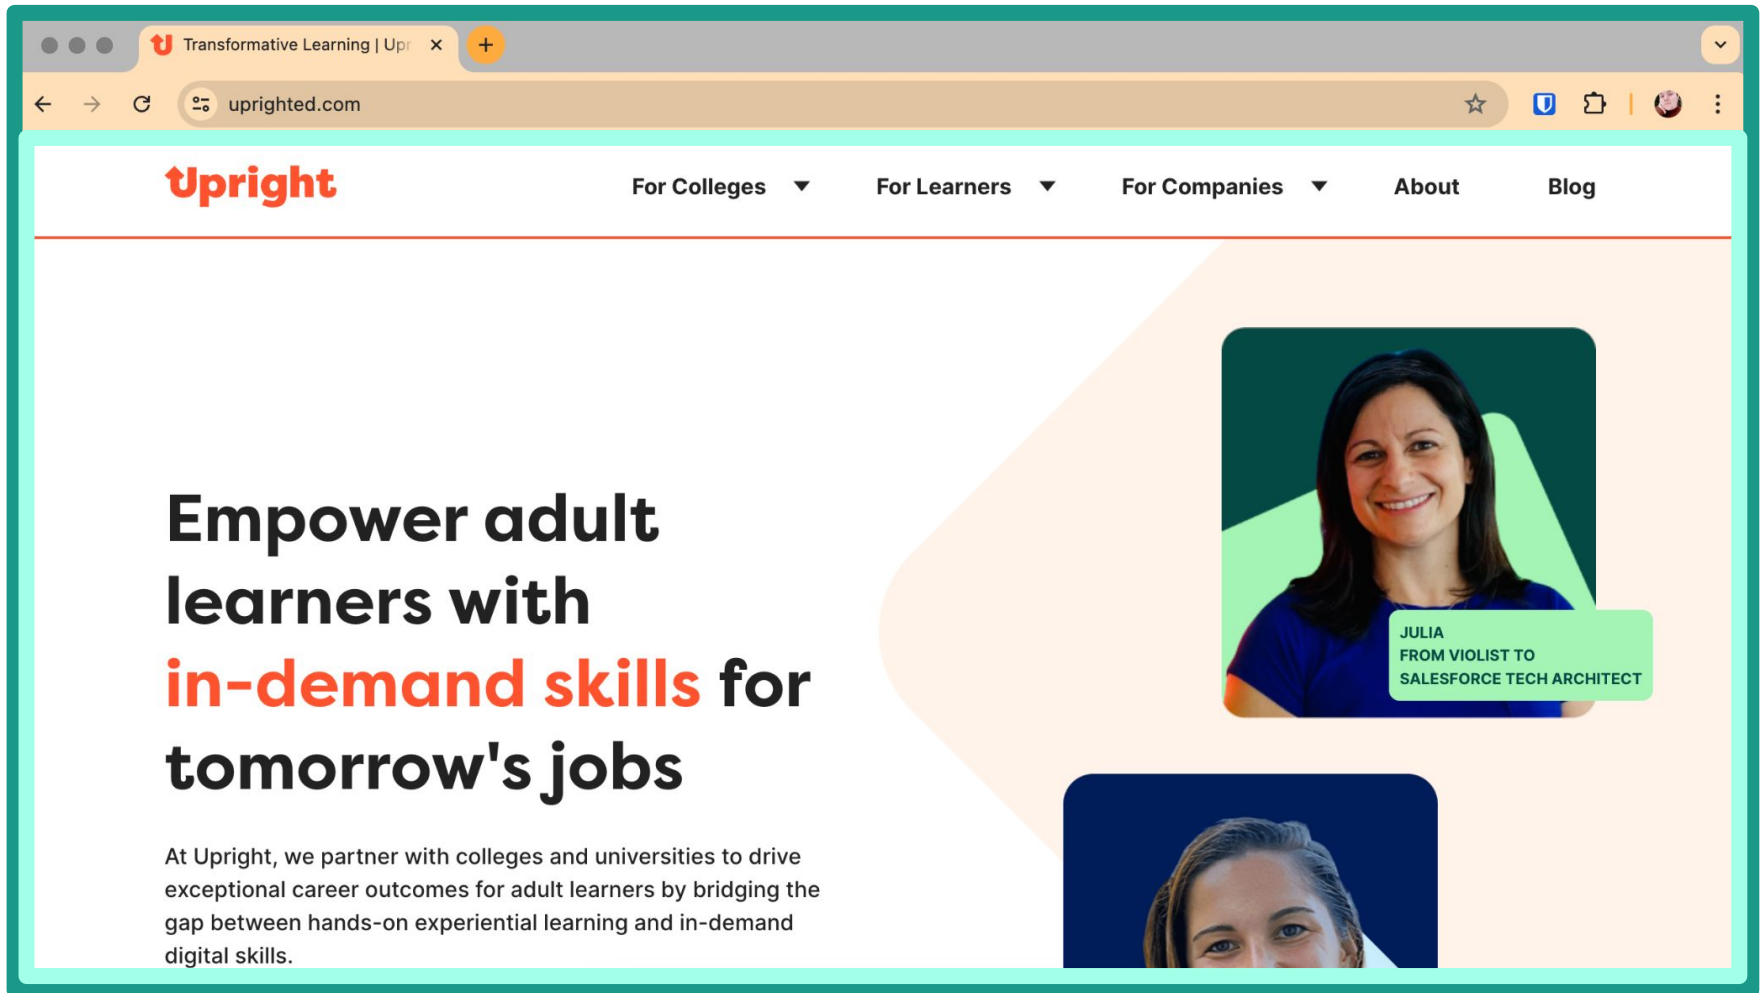 Transformative Learning | Upr
uprighted.com
Upright
For Colleges
For Learners
For Companies
About
Blog
Empower adult
learners with
in-demand skills for
tomorrow's jobs
At Upright, we partner with colleges and universities to drive
exceptional career outcomes for adult learners by bridging the
gap between hands-on experiential learning and in-demand
digital skills.
JULIA
FROM VIOLIST TO
SALESFORCE TECH ARCHITECT